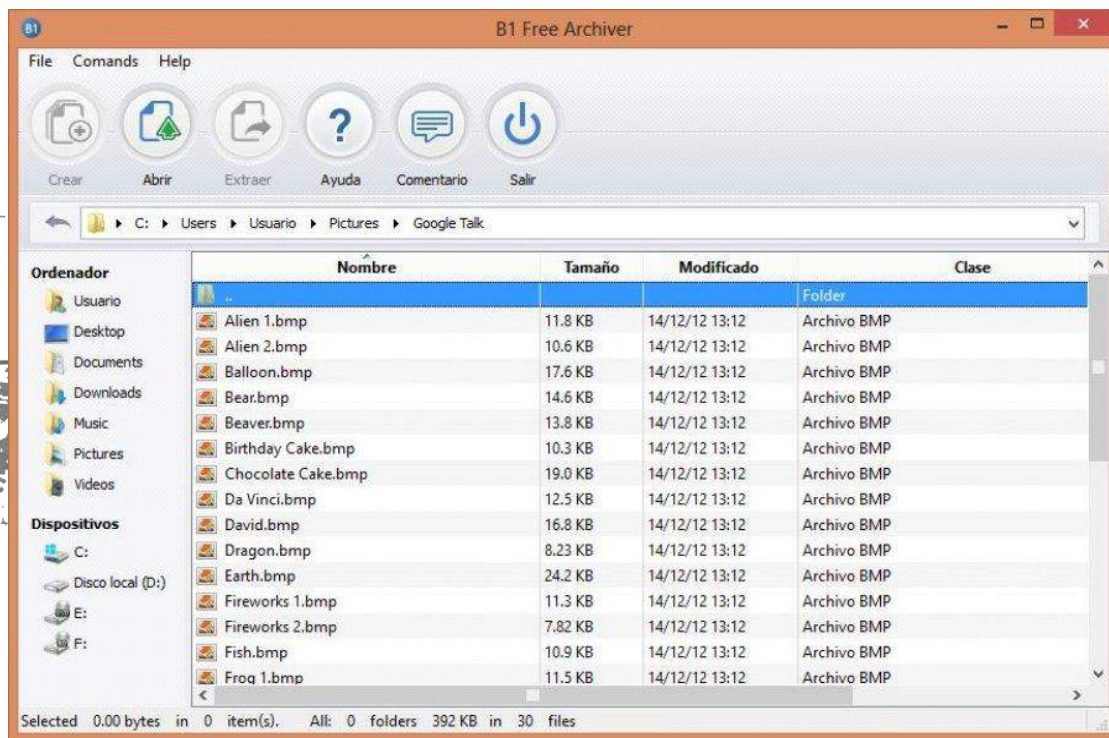 B1 B1 Free Archiver
File Comands Help
Crear Abrir Extraer Ayuda Comentario Salir
C: Users Usuario Pictures Google Talk
Ordenador
Usuario
Desktop
Documents
Downloads
Music
Pictures
Videos
Dispositivos
C:
Disco local (D:)
E:
F:
Nombre Tamaño Modificado Clase
.. Folder
Alien 1.bmp 11.8 KB 14/12/12 13:12 Archivo BMP
Alien 2.bmp 10.6 KB 14/12/12 13:12 Archivo BMP
Balloon.bmp 17.6 KB 14/12/12 13:12 Archivo BMP
Bear.bmp 14.6 KB 14/12/12 13:12 Archivo BMP
Beaver.bmp 13.8 KB 14/12/12 13:12 Archivo BMP
Birthday Cake.bmp 10.3 KB 14/12/12 13:12 Archivo BMP
Chocolate Cake.bmp 19.0 KB 14/12/12 13:12 Archivo BMP
Da Vinci.bmp 12.5 KB 14/12/12 13:12 Archivo BMP
David.bmp 16.8 KB 14/12/12 13:12 Archivo BMP
Dragon.bmp 8.23 KB 14/12/12 13:12 Archivo BMP
Earth.bmp 24.2 KB 14/12/12 13:12 Archivo BMP
Fireworks 1.bmp 11.3 KB 14/12/12 13:12 Archivo BMP
Fireworks 2.bmp 7.82 KB 14/12/12 13:12 Archivo BMP
Fish.bmp 10.9 KB 14/12/12 13:12 Archivo BMP
Frog 1.bmp 11.5 KB 14/12/12 13:12 Archivo BMP
Selected 0.00 bytes in 0 item(s). All: 0 folders 392 KB in 30 files